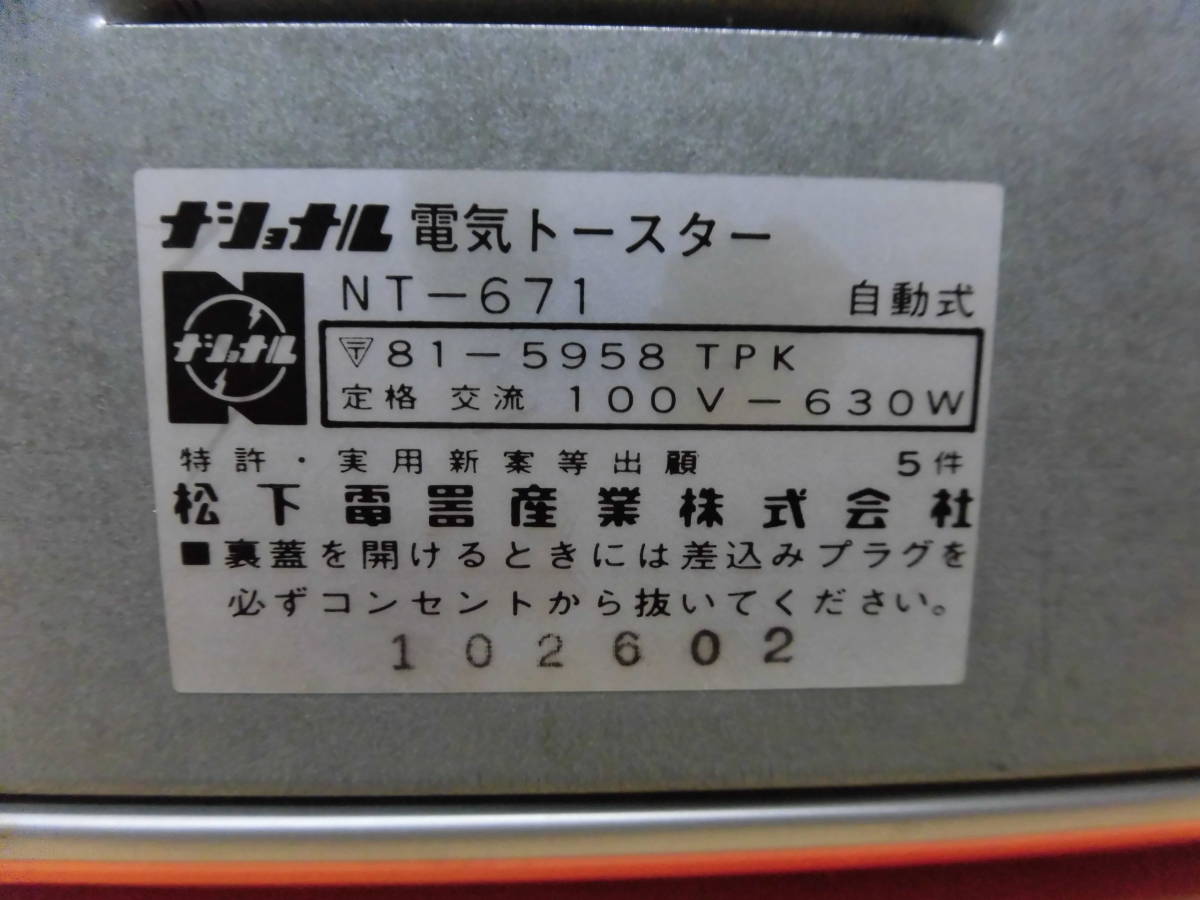 ナショナル 電気トースター
NT-671 自動式
ナショナル
〒81-5958 TPK
定格 交流 100V-630W
特許・実用新案等出願 5件
松下電器産業株式会社
■裏蓋を開けるときには差込みプラグを
必ずコンセントから抜いてください。
102602